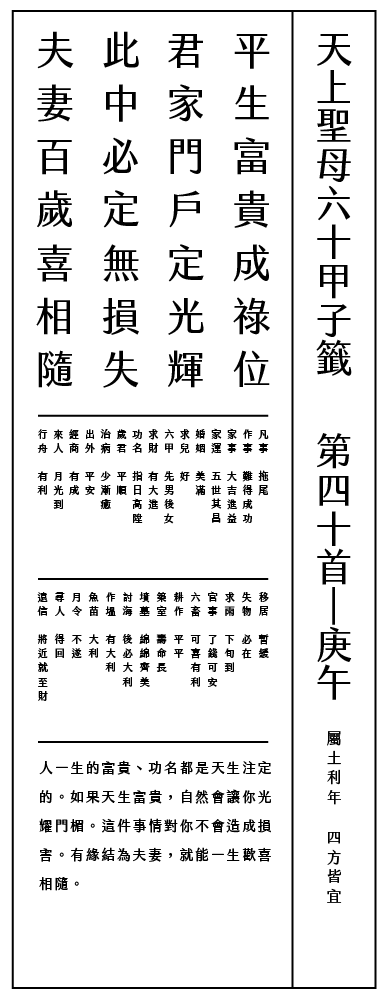 天上聖母六十甲子籤　第四十首—庚午
屬土利年　四方皆宜
平生富貴成祿位
君家門戶定光輝
此中必定無損失
夫妻百歲喜相隨
凡事　拖尾
作事　難得成功
家事　大吉進益
家運　五世其昌
婚姻　美滿
求兒　好
六甲　先男後女
求財　有大進
功名　指日高陞
歲君　平順
治病　少漸癒
出外　平安
經商　有成
來人　月光到
行舟　有利
移居　暫緩
失物　必在
求雨　下旬到
官事　了錢可安
六畜　可喜有利
耕作　平平
築室　壽命長
墳墓　綿綿齊美
討海　後必大利
作塭　有大利
魚苗　大利
月令　不遂
尋人　得回
遠信　將近就至財
人一生的富貴、功名都是天生注定
的。如果天生富貴，自然會讓你光
耀門楣。這件事情對你不會造成損
害。有緣結為夫妻，就能一生歡喜
相隨。